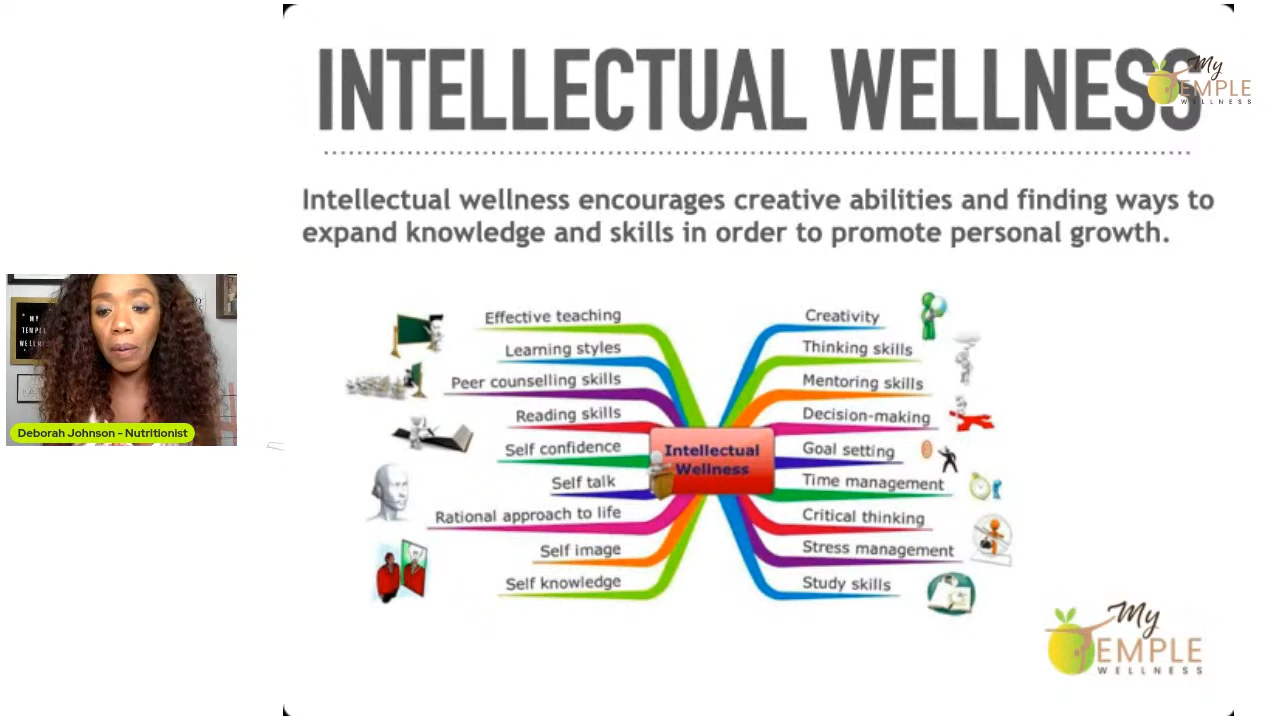 INTELLECTUAL WELLNESS
My
TEMPLE
WELLNESS
Intellectual wellness encourages creative abilities and finding ways to
expand knowledge and skills in order to promote personal growth.
Effective teaching
Learning styles
Peer counselling skills
Reading skills
Self confidence
Self talk
Rational approach to life
Self image
Self knowledge
Intellectual
Wellness
Creativity
Thinking skills
Mentoring skills
Decision-making
Goal setting
Time management
Critical thinking
Stress management
Study skills
MY
TEMPLE
WELLNESS
Deborah Johnson - Nutritionist
My
TEMPLE
WELLNESS